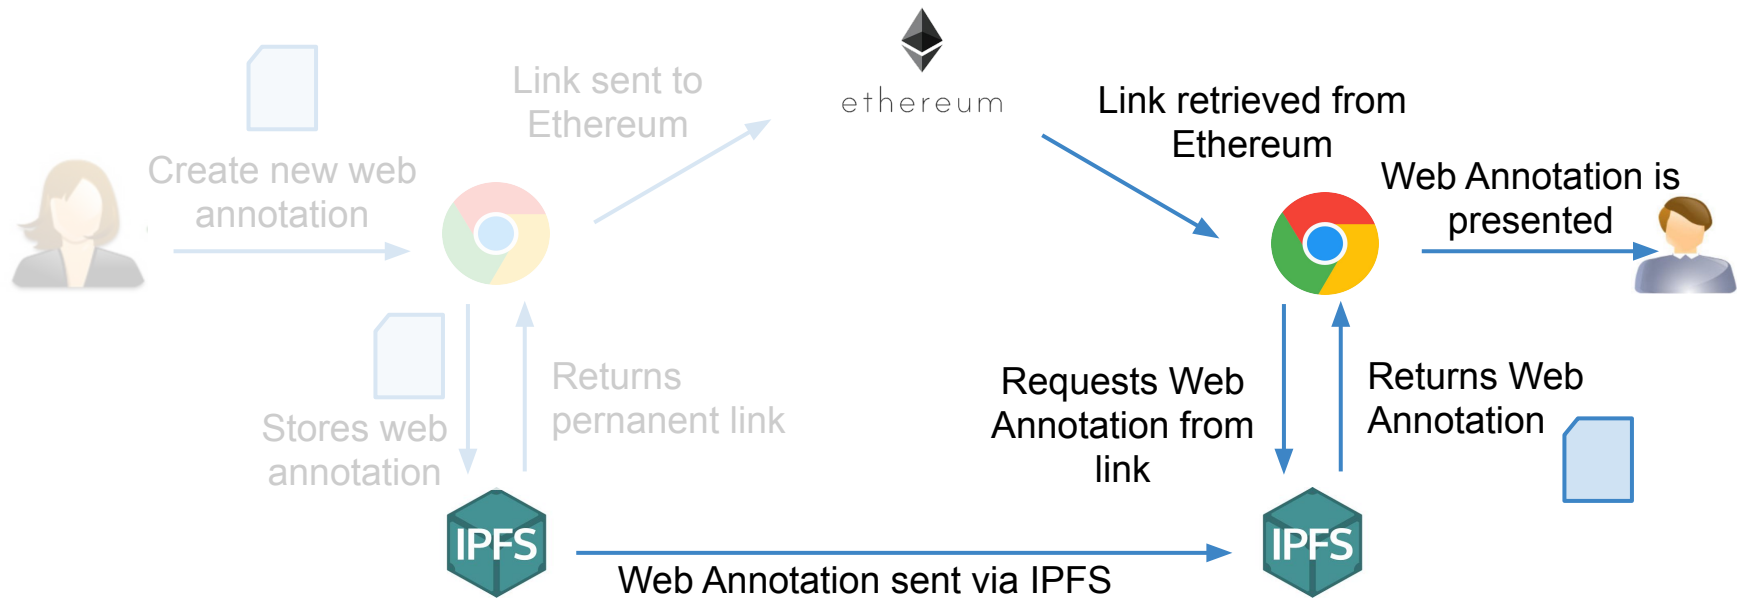 Link sent to
Ethereum
ethereum
Link retrieved from
Ethereum
Create new web
annotation
Web Annotation is
presented
Stores web
annotation
Returns
pernanent link
Requests Web
Annotation from
link
Returns Web
Annotation
IPFS
IPFS
Web Annotation sent via IPFS